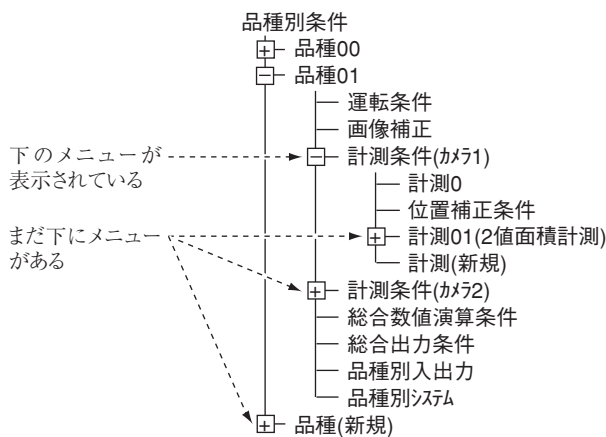 品種別条件
品種00
品種01
運転条件
画像補正
下のメニューが
表示されている
計測条件(ｶﾒﾗ1)
計測0
位置補正条件
まだ下にメニュー
がある
計測01(2値面積計測)
計測(新規)
計測条件(ｶﾒﾗ2)
総合数値演算条件
総合出力条件
品種別入出力
品種別ｼｽﾃﾑ
品種(新規)